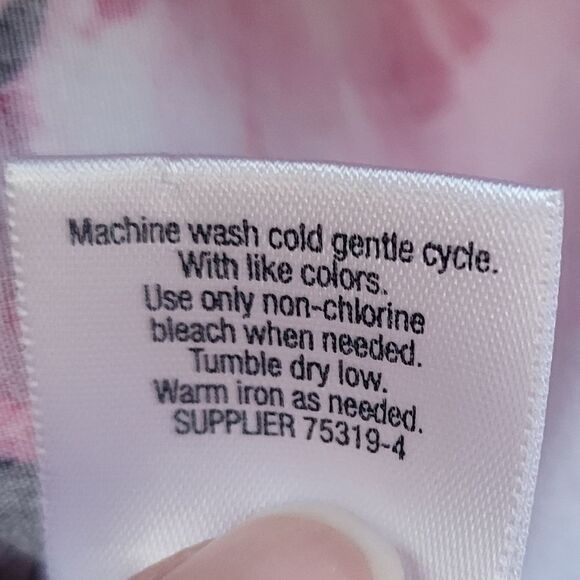 Machine wash cold gentle cycle.
With like colors.
Use only non-chlorine
bleach when needed.
Tumble dry low.
Warm iron as needed.
SUPPLIER 75319-4